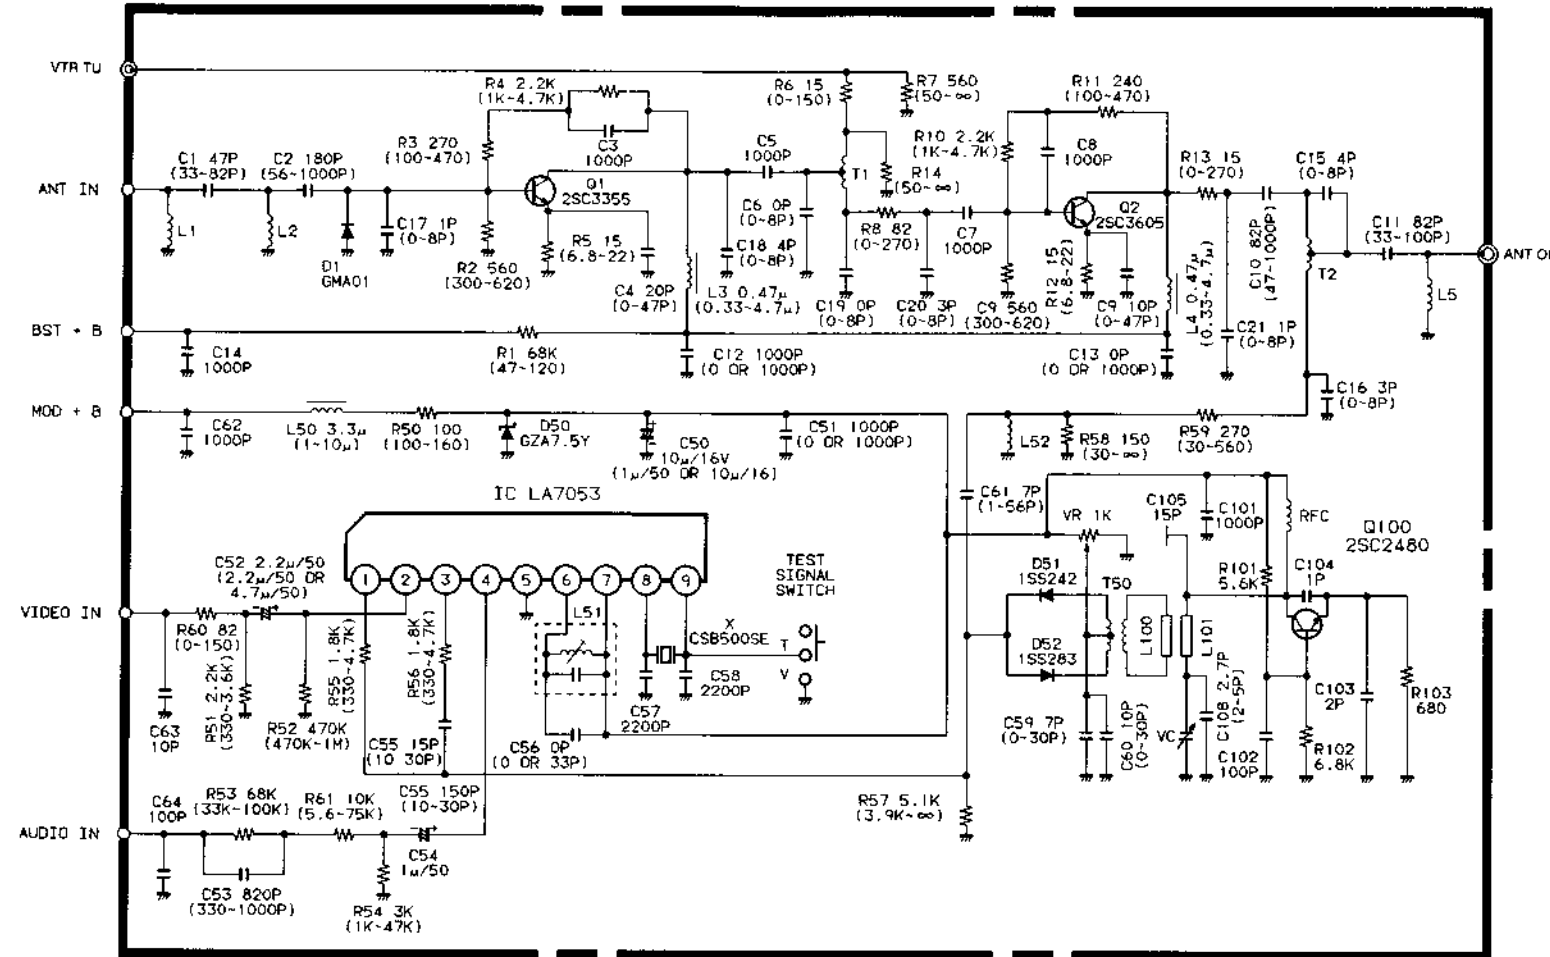 VTR TU
R4 2.2K
(1K~4.7K)
C3
1000P
R6 15
(0~150)
R7 560
(50~∞)
R11 240
(100~470)
R3 270
(100~470)
C5
1000P
R10 2.2K
(1K~4.7K)
C8
1000P
C1 47P
(33~82P)
C2 180P
(56~1000P)
R13 15
(0~270)
C15 4P
(0~8P)
ANT IN
Q1
2SC3355
T1
R14
(50~∞)
Q2
2SC3605
L1
L2
D1
GMA01
C17 1P
(0~8P)
R2 560
(300~620)
R5 15
(6.8~22)
C4 20P
(0~47P)
L3 0.47μ
(0.33~4.7μ)
C6 0P
(0~8P)
C18 4P
(0~8P)
R8 82
(0~270)
C7
1000P
C19 0P
(0~8P)
C20 3P
(0~8P)
C9 560
(300~620)
R12 15
(6.8~22)
C9 10P
(0~47P)
L4 0.47μ
(0.33~4.7μ)
C10 82P
(47~1000P)
C21 1P
(0~8P)
T2
C11 82P
(33~100P)
L5
ANT
BST + B
C14
1000P
R1 68K
(47~120)
C12 1000P
(0 OR 1000P)
C13 0P
(0 OR 1000P)
C16 3P
(0~8P)
MOD + B
C62
1000P
L50 3.3μ
(1~10μ)
R50 100
(100~160)
D50
GZA7.5Y
C50
10μ/16V
(1μ/50 OR 10μ/16)
C51 1000P
(0 OR 1000P)
L52
R58 150
(30~∞)
R59 270
(30~560)
IC LA7053
1 2 3 4 5 6 7 8 9
C61 7P
(1~56P)
VR 1K
C105
15P
C101
1000P
RFC
Q100
2SC2480
C52 2.2μ/50
(2.2μ/50 OR
4.7μ/50)
TEST
SIGNAL
SWITCH
D51
1SS242
T50
R101
5.6K
C104
1P
VIDEO IN
R60 82
(0~150)
L51
X
CSB500SE
T
V
D52
1SS283
L100
L101
R51 2.2K
(330~3.6K)
R52 470K
(470K~1M)
R55 1.8K
(330~4.7K)
R56 1.8K
(330~4.7K)
C57
2200P
C58
2200P
C63
10P
C55 15P
(10 30P)
C56 0P
(0 OR 33P)
C59 7P
(0~30P)
C60 10P
(0~30P)
VC
C108 2.7P
(2~5P)
C102
100P
R102
6.8K
C103
2P
R103
680
C64
100P
R53 68K
(33K~100K)
R61 10K
(5.6~75K)
C55 150P
(10~30P)
R57 5.1K
(3.9K~∞)
AUDIO IN
C53 820P
(330~1000P)
C54
1μ/50
R54 3K
(1K~47K)